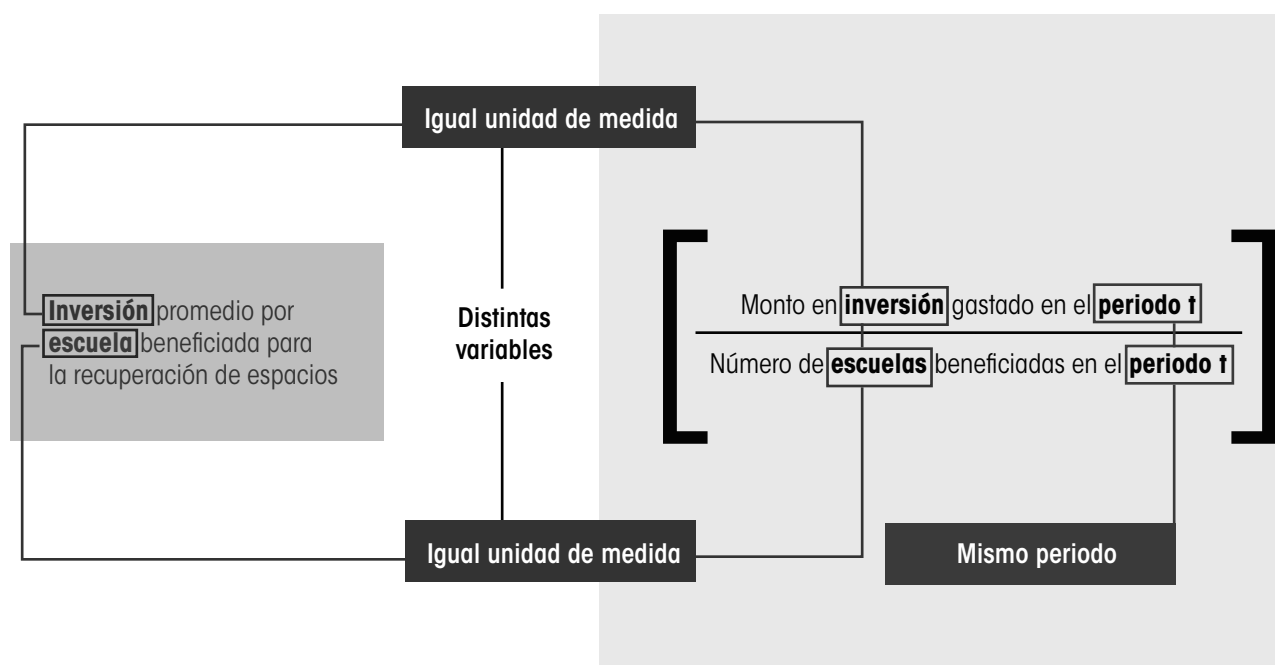 Igual unidad de medida
Inversión promedio por
escuela beneficiada para
la recuperación de espacios
Distintas
variables
Monto en inversión gastado en el periodo t
Número de escuelas beneficiadas en el periodo t
Igual unidad de medida
Mismo periodo